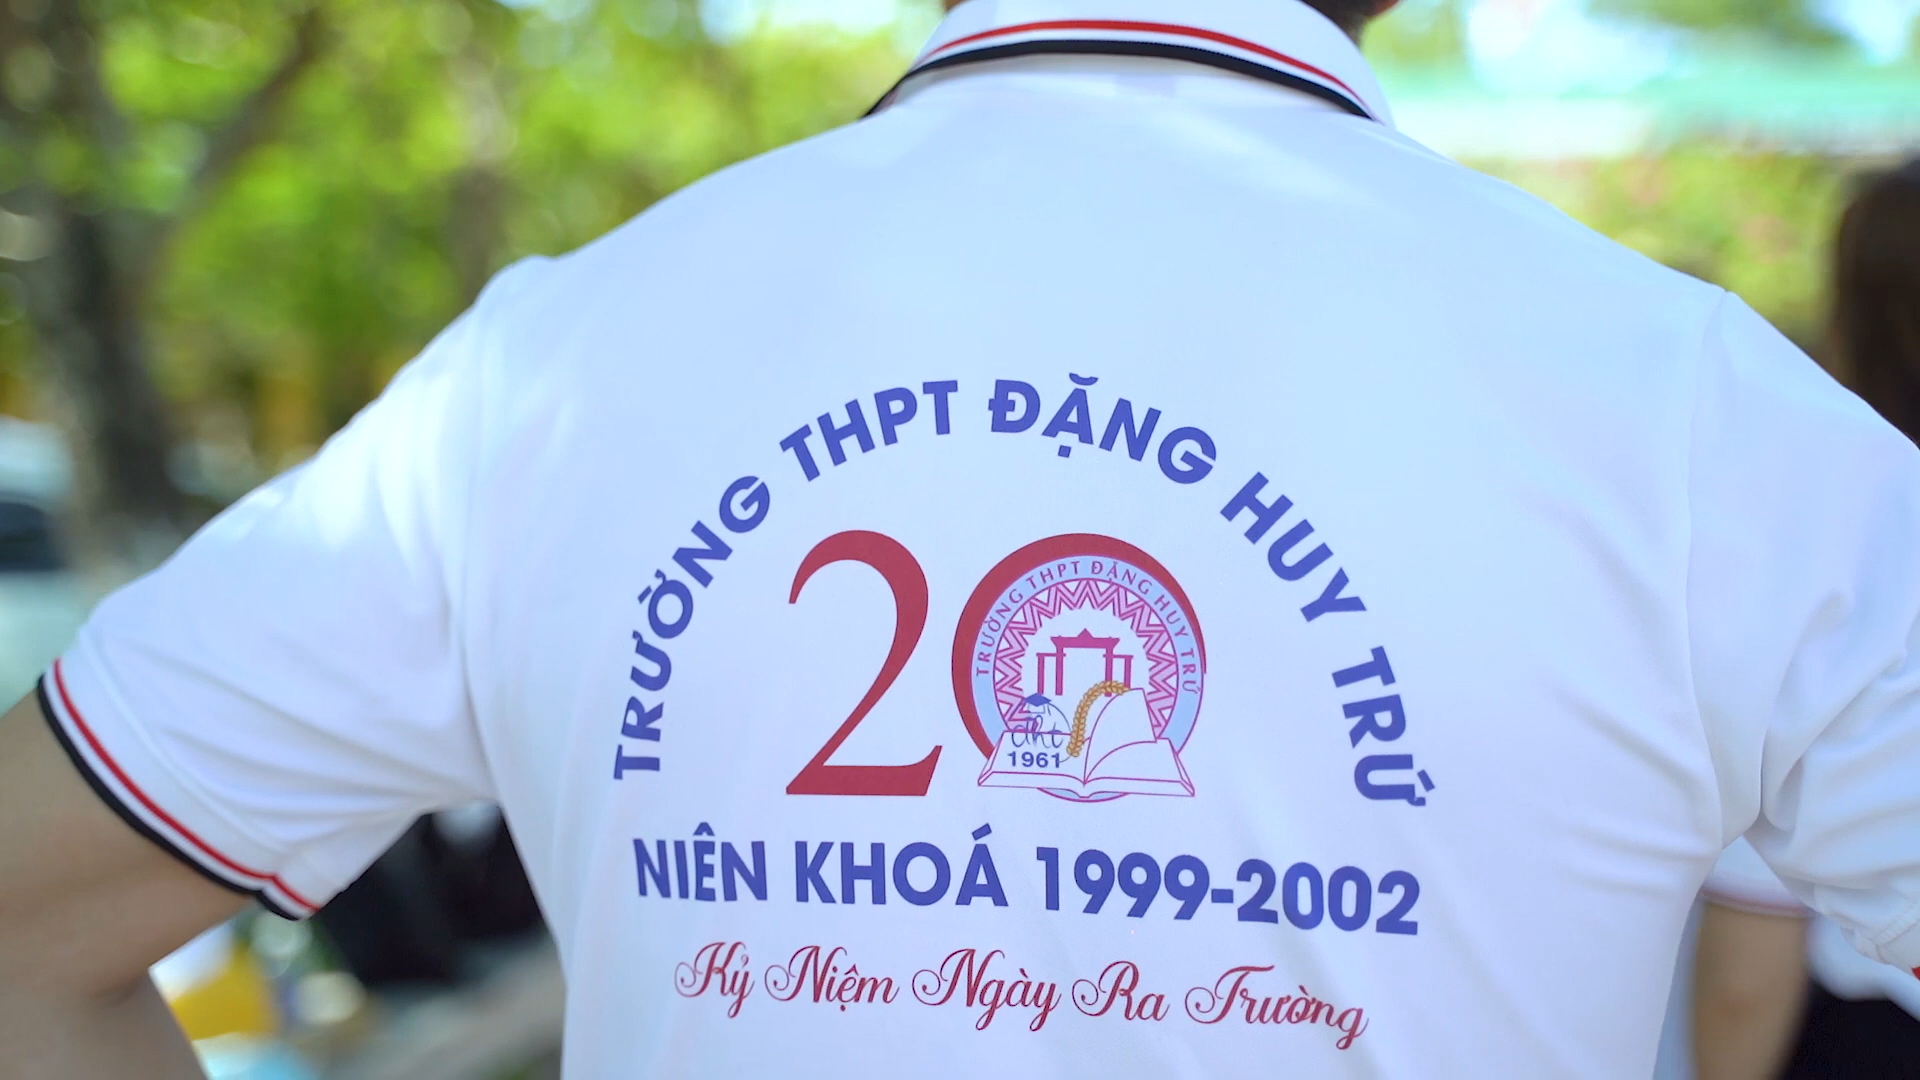 TRƯỜNG THPT ĐẶNG HUY TRỨ
20
TRƯỜNG THPT ĐẶNG HUY TRỨ
đht
1961
NIÊN KHOÁ 1999-2002
Kỷ Niệm Ngày Ra Trường